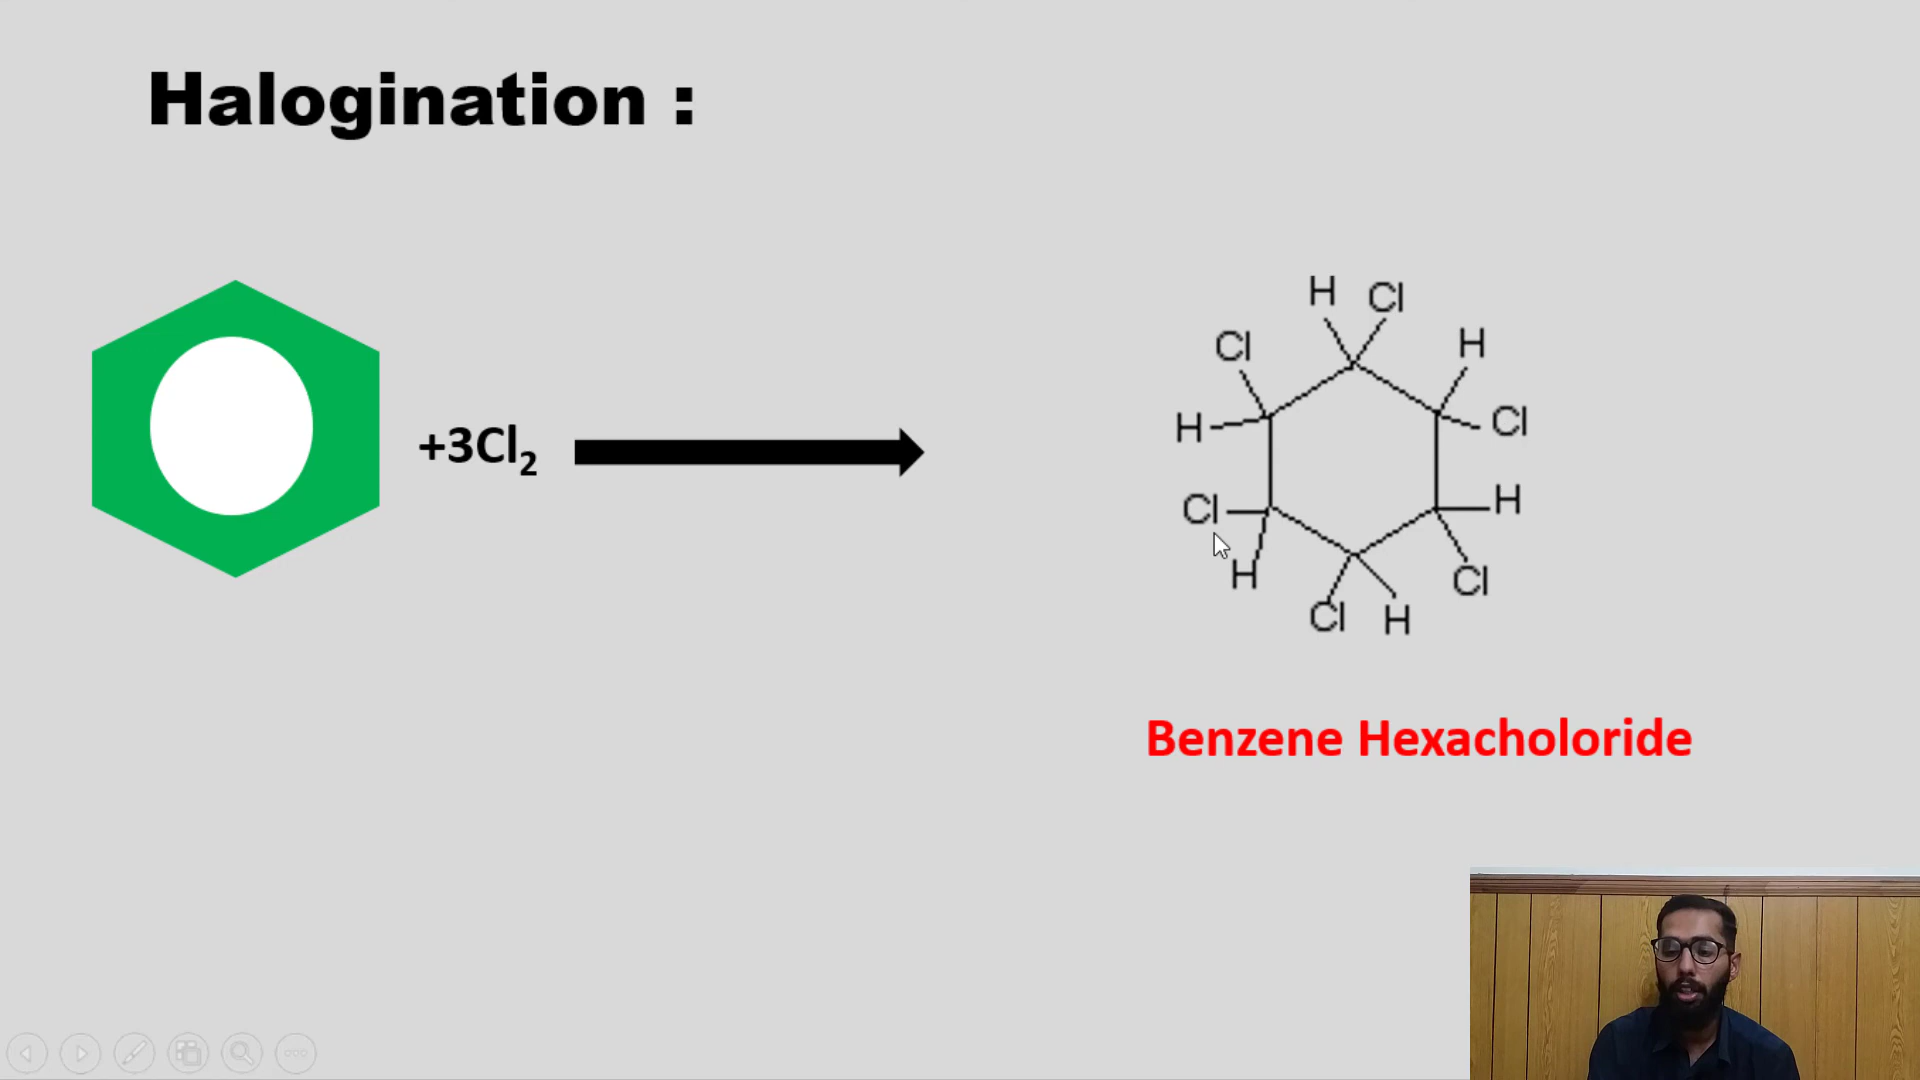 Halogination :
H Cl
Cl H
+3Cl₂
H Cl
Cl H
H Cl
Cl H
Benzene Hexacholoride